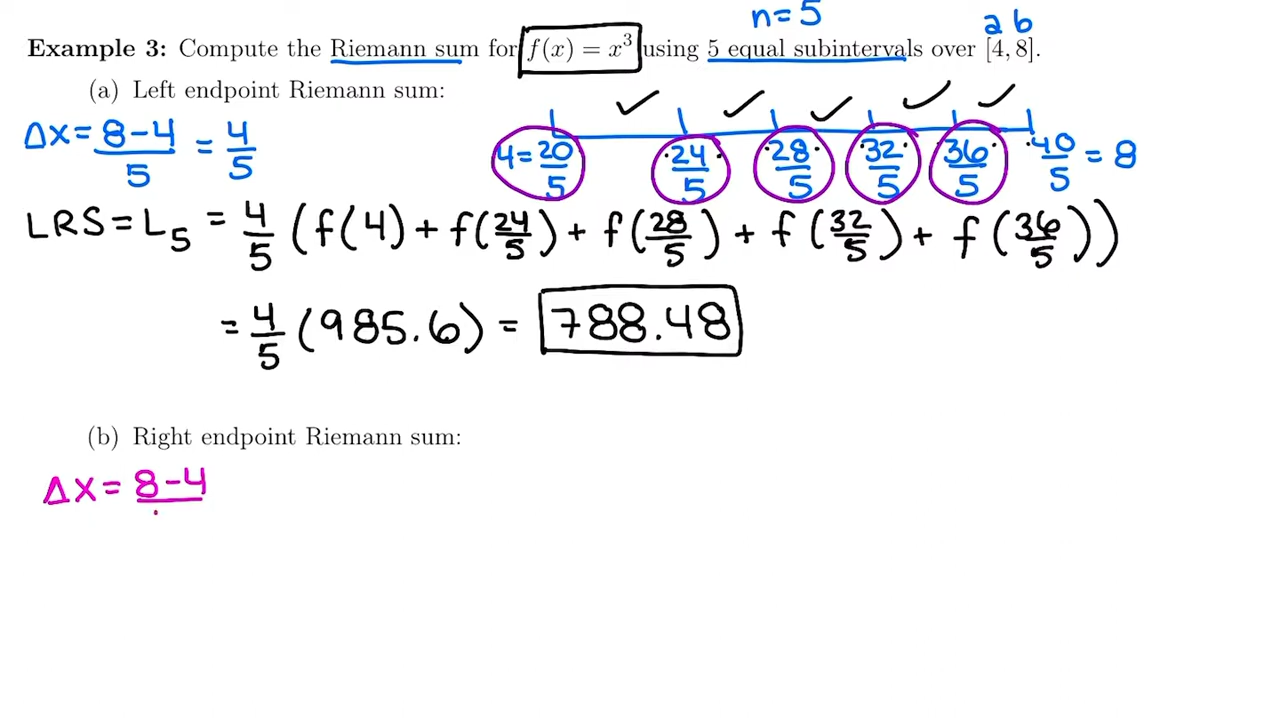 n=5
a b
Example 3: Compute the Riemann sum for f(x) = x³ using 5 equal subintervals over [4, 8].
(a) Left endpoint Riemann sum:
Δx = 8-4/5 = 4/5
4=20/5 24/5 28/5 32/5 36/5 40/5 = 8
LRS = L₅ = 4/5 (f(4) + f(24/5) + f(28/5) + f(32/5) + f(36/5))
= 4/5 (985.6) = 788.48
(b) Right endpoint Riemann sum:
Δx = 8-4